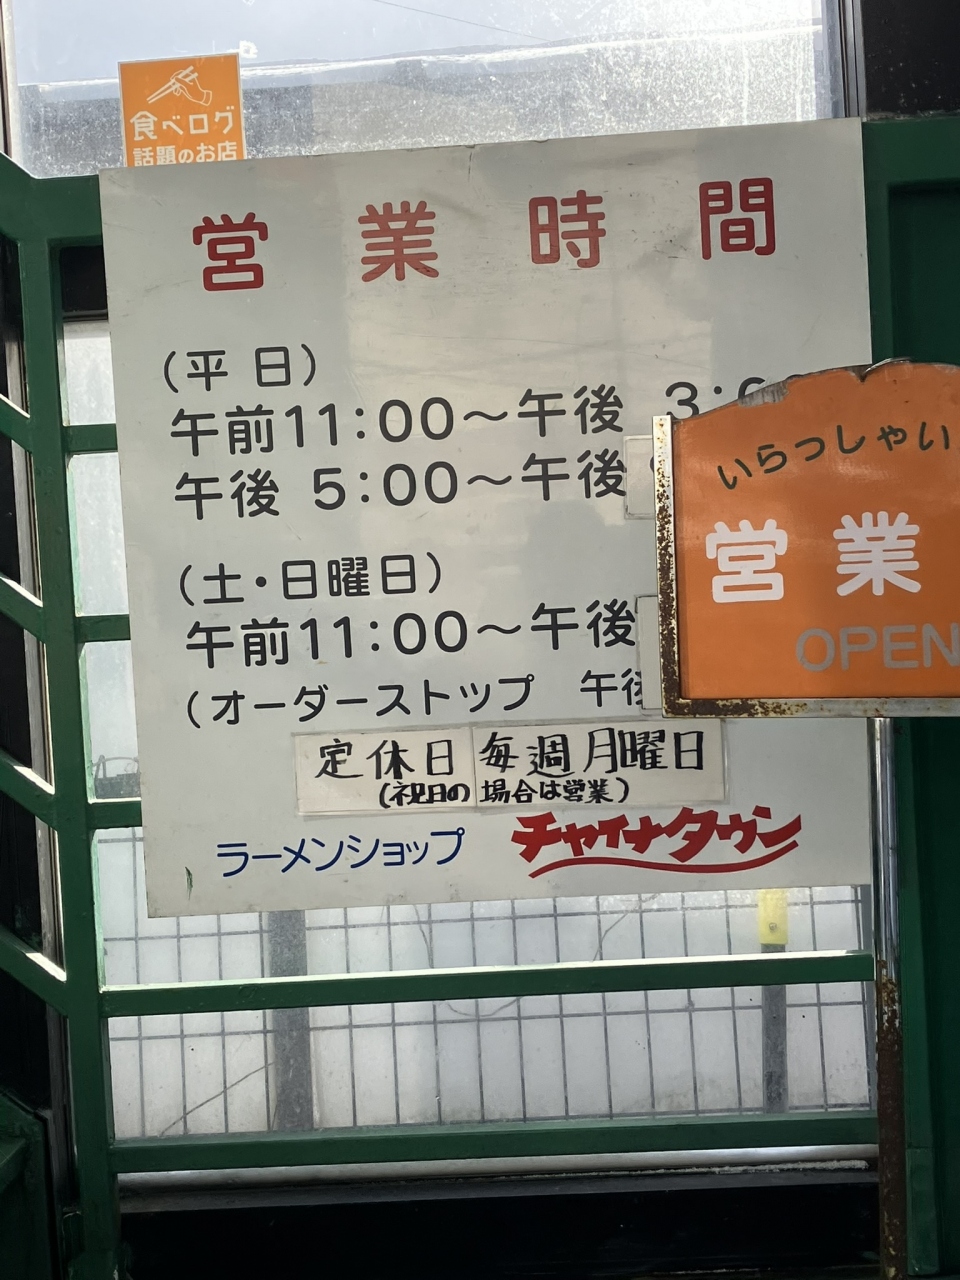 食べログ
話題のお店
営業時間
(平日)
午前11:00～午後 3:00
午後 5:00～午後
(土・日曜日)
午前11:00～午後
(オーダーストップ 午後
定休日 毎週月曜日
(祝日の場合は営業)
ラーメンショップ チャイナタウン
いらっしゃい
営業
OPEN